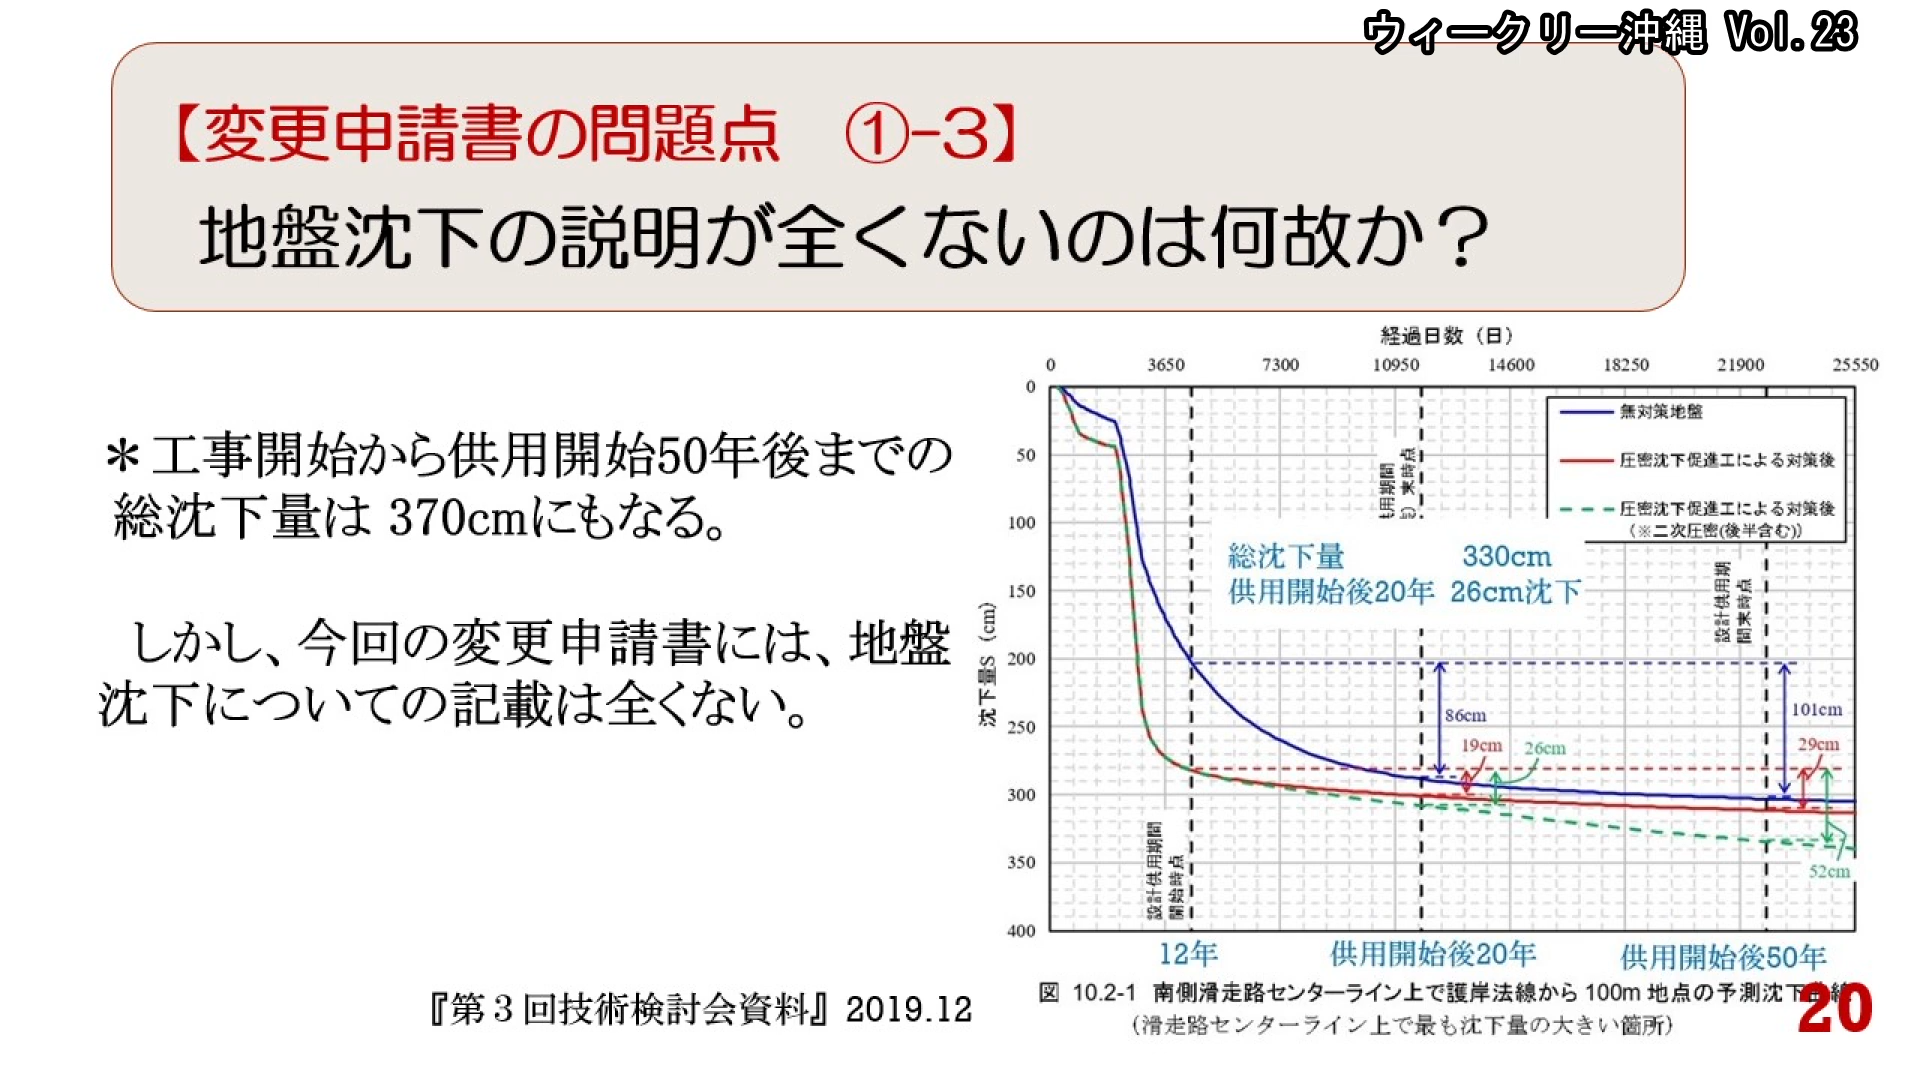 ウィークリー沖縄 Vol.23
【変更申請書の問題点　①-3】
地盤沈下の説明が全くないのは何故か？
＊工事開始から供用開始50年後までの
総沈下量は 370cmにもなる。
しかし、今回の変更申請書には、地盤
沈下についての記載は全くない。
『第３回技術検討会資料』2019.12
経過日数（日）
0 3650 7300 10950 14600 18250 21900 25550
沈下量S（cm）
0
50
100
150
200
250
300
350
400
無対策地盤
圧密沈下促進工による対策後
圧密沈下促進工による対策後
（※二次圧密(後半含む)）
総沈下量 330cm
供用開始後20年 26cm沈下
用期間
末時点
設計供用期
間末時点
設計供用期間
開始時点
86cm
19cm
26cm
101cm
29cm
52cm
12年
供用開始後20年
供用開始後50年
図 10.2-1 南側滑走路センターライン上で護岸法線から 100m 地点の予測沈下曲線
（滑走路センターライン上で最も沈下量の大きい箇所）
20